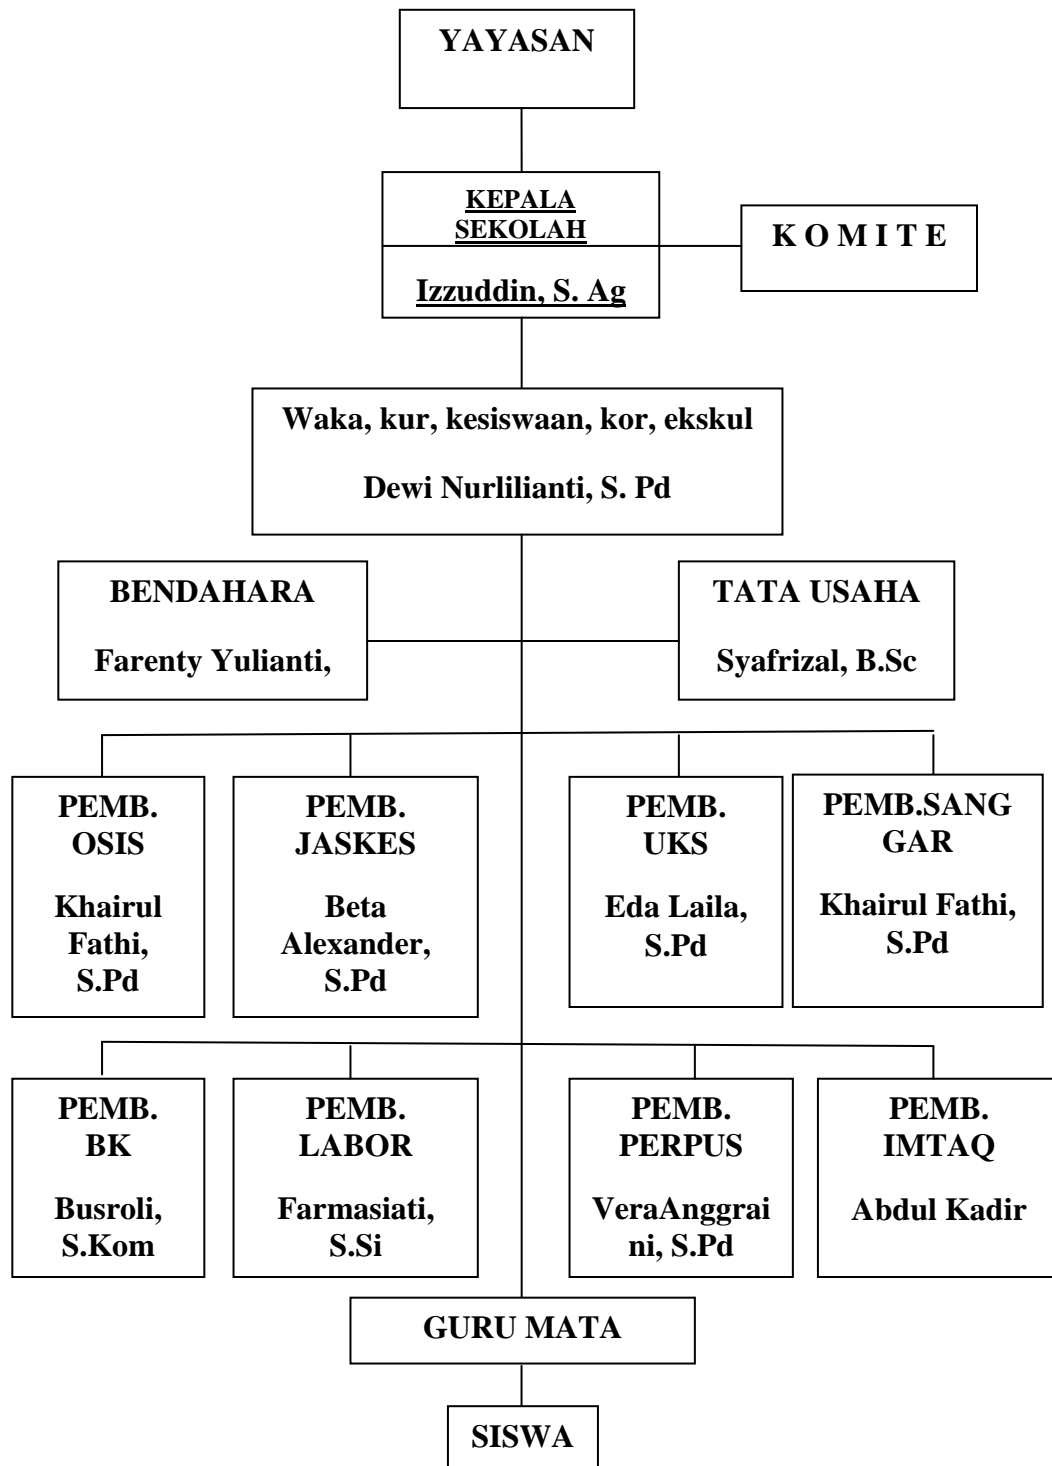 YAYASAN
KEPALA
SEKOLAH
Izzuddin, S. Ag
K O M I T E
Waka, kur, kesiswaan, kor, ekskul
Dewi Nurlilianti, S. Pd
BENDAHARA
Farenty Yulianti,
TATA USAHA
Syafrizal, B.Sc
PEMB.
OSIS
Khairul
Fathi,
S.Pd
PEMB.
JASKES
Beta
Alexander,
S.Pd
PEMB.
UKS
Eda Laila,
S.Pd
PEMB.SANG
GAR
Khairul Fathi,
S.Pd
PEMB.
BK
Busroli,
S.Kom
PEMB.
LABOR
Farmasiati,
S.Si
PEMB.
PERPUS
VeraAnggrai
ni, S.Pd
PEMB.
IMTAQ
Abdul Kadir
GURU MATA
SISWA